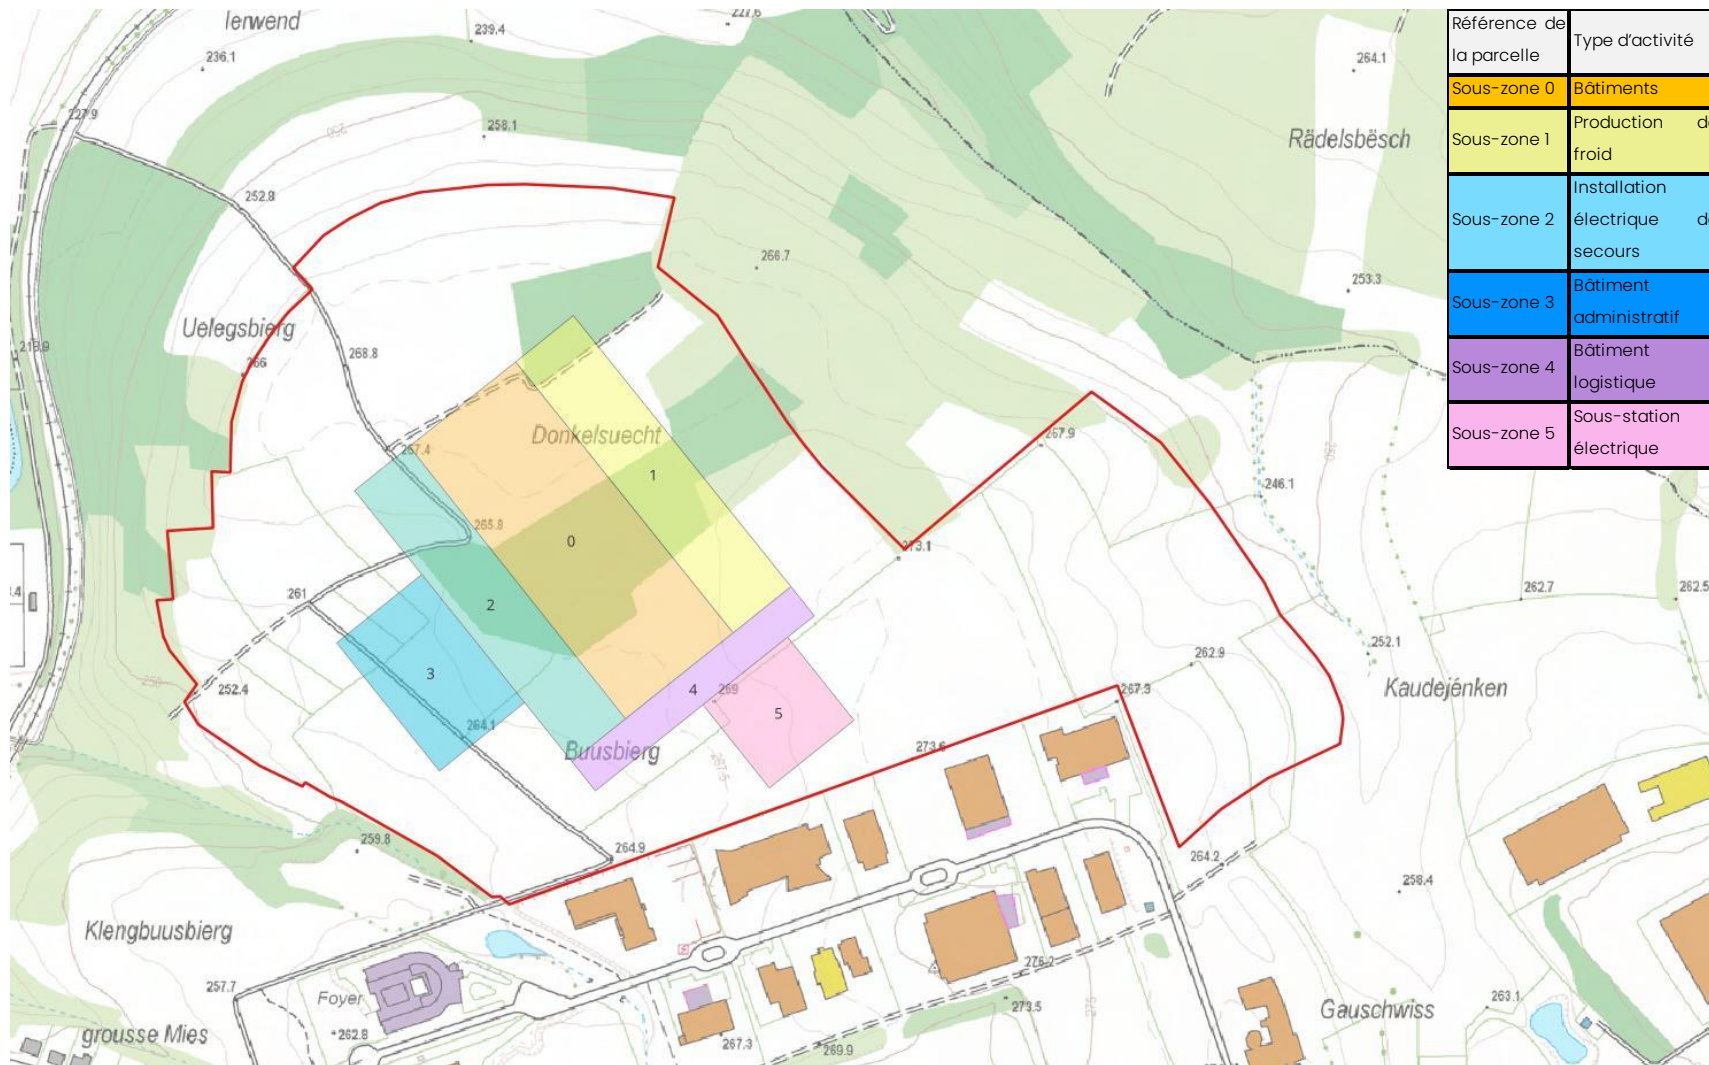 Ierwend
236.1
239.4
227.6
264.1
227.9
258.1
252.8
Rädelsbësch
266.7
253.3
Uelegsbierg
219.9
268.8
266
Donkelsuecht
267.4
267.9
1
246.1
265.8
0
273.1
261
2
262.7
262.5
252.1
262.9
3
252.4
4
269
267.3
Kaudejénken
5
264.1
Buusbierg
273.6
267.5
264.9
259.8
264.2
258.4
Klengbuusbierg
257.7
Foyer
262.8
grousse Mies
276.2
273.5
275
267.3
269.9
263.1
Gauschwiss
Référence de
la parcelle
Type d’activité
Sous-zone 0
Bâtiments
Sous-zone 1
Production
froid
Sous-zone 2
Installation
électrique
secours
Sous-zone 3
Bâtiment
administratif
Sous-zone 4
Bâtiment
logistique
Sous-zone 5
Sous-station
électrique